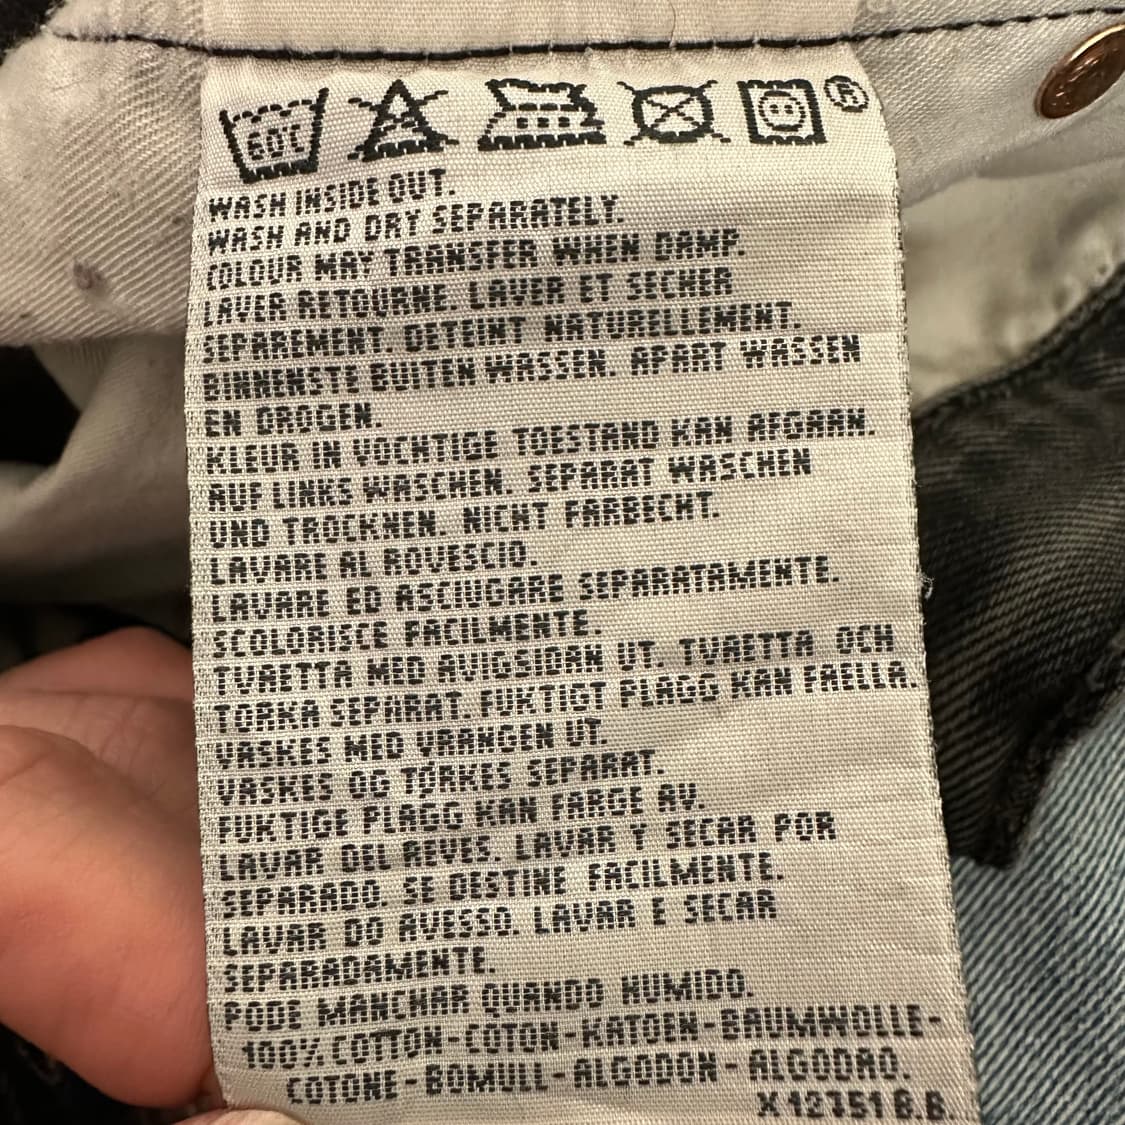 60°C
®
WASH INSIDE OUT.
WASH AND DRY SEPARATELY.
COLOUR MAY TRANSFER WHEN DAMP.
LAVER RETOURNE. LAVER ET SECHER
SEPAREMENT. DETEINT NATURELLEMENT.
BINNENSTE BUITEN WASSEN. APART WASSEN
EN DROGEN.
KLEUR IN VOCHTIGE TOESTAND KAN AFGAAN.
AUF LINKS WASCHEN. SEPARAT WASCHEN
UND TROCKNEN. NICHT FARBECHT.
LAVARE AL ROVESCIO.
LAVARE ED ASCIUGARE SEPARATAMENTE.
SCOLORISCE FACILMENTE.
TVAETTA MED AVIGSIDAN UT. TVAETTA OCH
TORKA SEPARAT. FUKTIGT PLAGG KAN FAELLA.
VASKES MED VRANGEN UT.
VASKES OG TØRKES SEPARAT.
FUKTIGE PLAGG KAN FARGE AV.
LAVAR DEL REVES. LAVAR Y SECAR POR
SEPARADO. SE DESTINE FACILMENTE.
LAVAR DO AVESSO. LAVAR E SECAR
SEPARADAMENTE.
PODE MANCHAR QUANDO HUMIDO.
100% COTTON-COTON-KATOEN-BAUMWOLLE-
COTONE-BOMULL-ALGODON-ALGODAO.